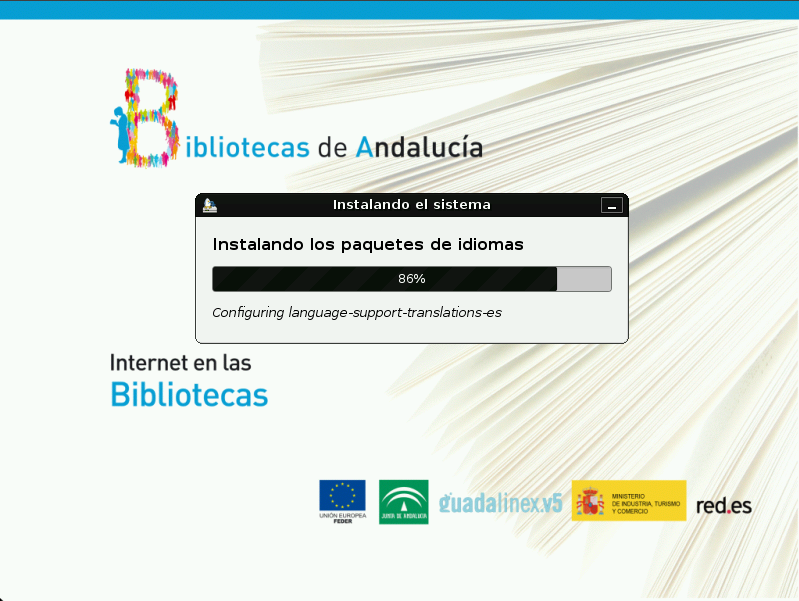 Bibliotecas de Andalucía
Instalando el sistema
Instalando los paquetes de idiomas
86%
Configuring language-support-translations-es
Internet en las
Bibliotecas
UNIÓN EUROPEA
FEDER
JUNTA DE ANDALUCIA
guadalinex.v5
MINISTERIO
DE INDUSTRIA, TURISMO
Y COMERCIO
red.es